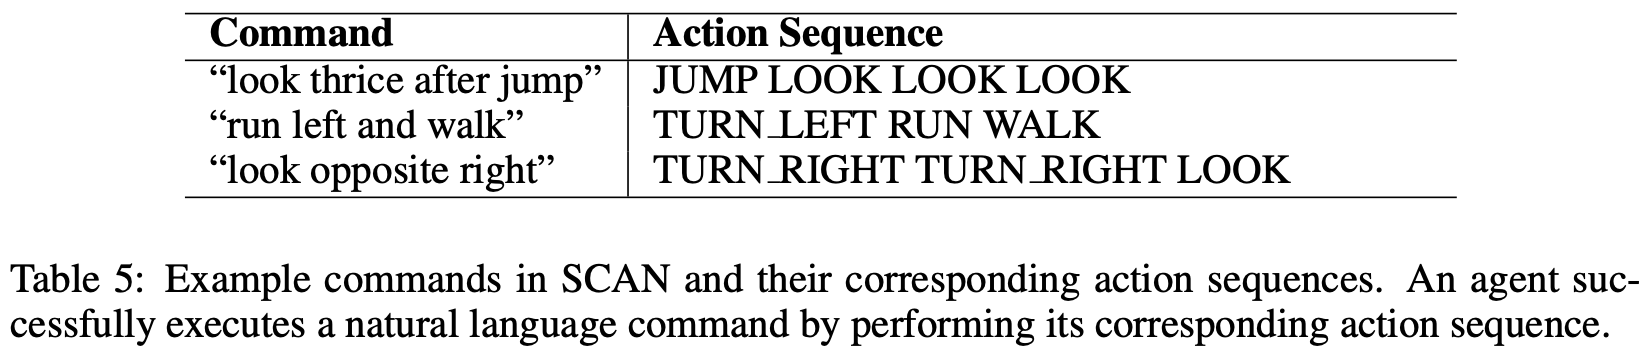 Command Action Sequence
“look thrice after jump” JUMP LOOK LOOK LOOK
“run left and walk” TURN_LEFT RUN WALK
“look opposite right” TURN_RIGHT TURN_RIGHT LOOK
Table 5: Example commands in SCAN and their corresponding action sequences. An agent suc-
cessfully executes a natural language command by performing its corresponding action sequence.